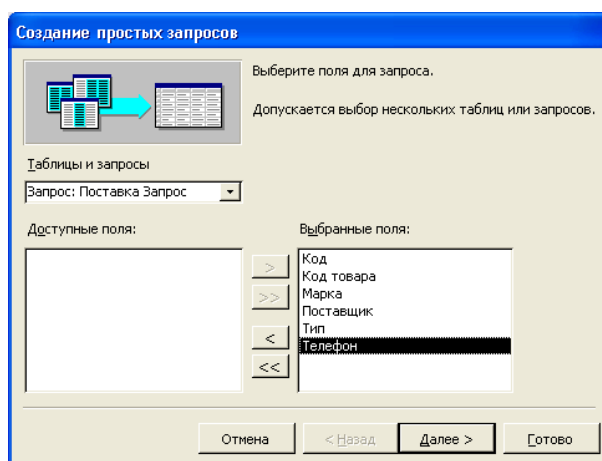 Создание простых запросов
Выберите поля для запроса.
Допускается выбор нескольких таблиц или запросов.
Таблицы и запросы
Запрос: Поставка Запрос
Доступные поля:
Выбранные поля:
>
>>
<
<<
Код
Код товара
Марка
Поставщик
Тип
Телефон
Отмена
< Назад
Далее >
Готово